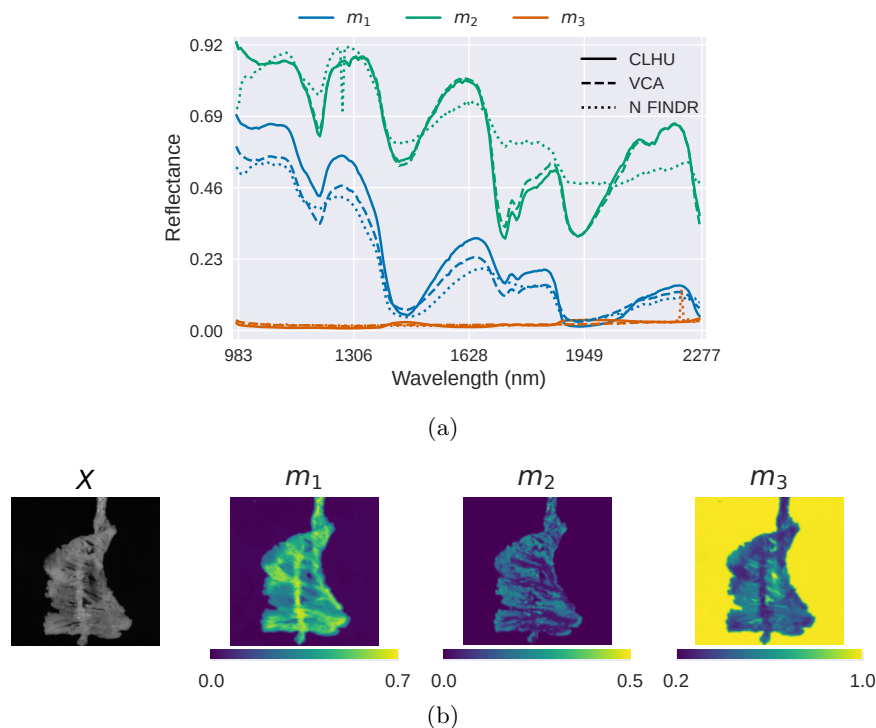 m₁ m₂ m₃
CLHU
VCA
N FINDR
0.92
0.69
0.46
0.23
0.00
Reflectance
983 1306 1628 1949 2277
Wavelength (nm)
(a)
X m₁ m₂ m₃
0.0 0.7 0.0 0.5 0.2 1.0
(b)